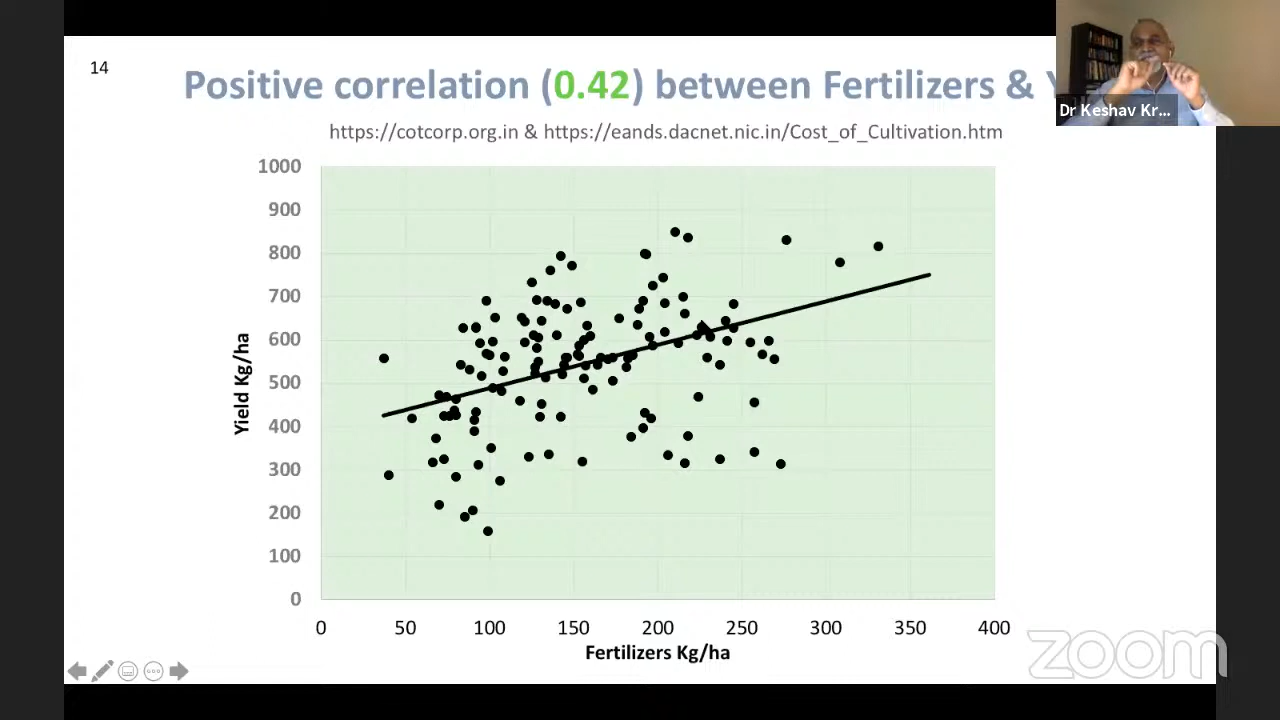 14
Positive correlation (0.42) between Fertilizers &
https://cotcorp.org.in & https://eands.dacnet.nic.in/Cost_of_Cultivation.htm
Dr Keshav Kr...
1000
900
800
700
600
500
400
300
200
100
0
Yield Kg/ha
0 50 100 150 200 250 300 350 400
Fertilizers Kg/ha
zoom